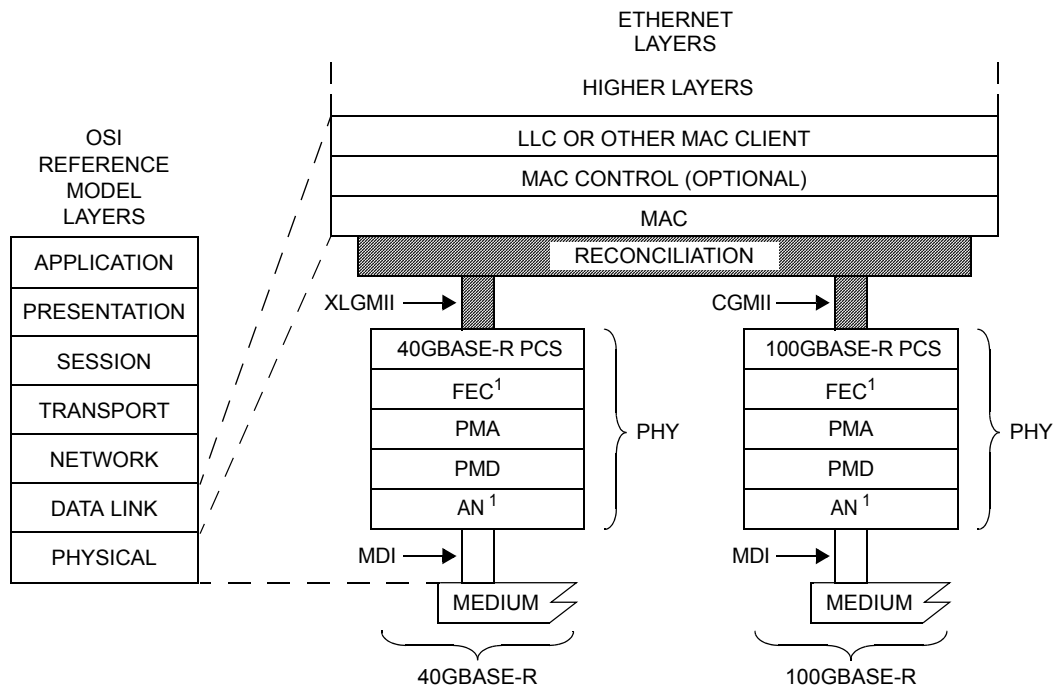 ETHERNET
LAYERS
HIGHER LAYERS
LLC OR OTHER MAC CLIENT
MAC CONTROL (OPTIONAL)
MAC
RECONCILIATION
OSI
REFERENCE
MODEL
LAYERS
APPLICATION
PRESENTATION
SESSION
TRANSPORT
NETWORK
DATA LINK
PHYSICAL
XLGMII
40GBASE-R PCS
FEC¹
PMA
PMD
AN ¹
PHY
MDI
MEDIUM
40GBASE-R
CGMII
100GBASE-R PCS
FEC¹
PMA
PMD
AN ¹
PHY
MDI
MEDIUM
100GBASE-R